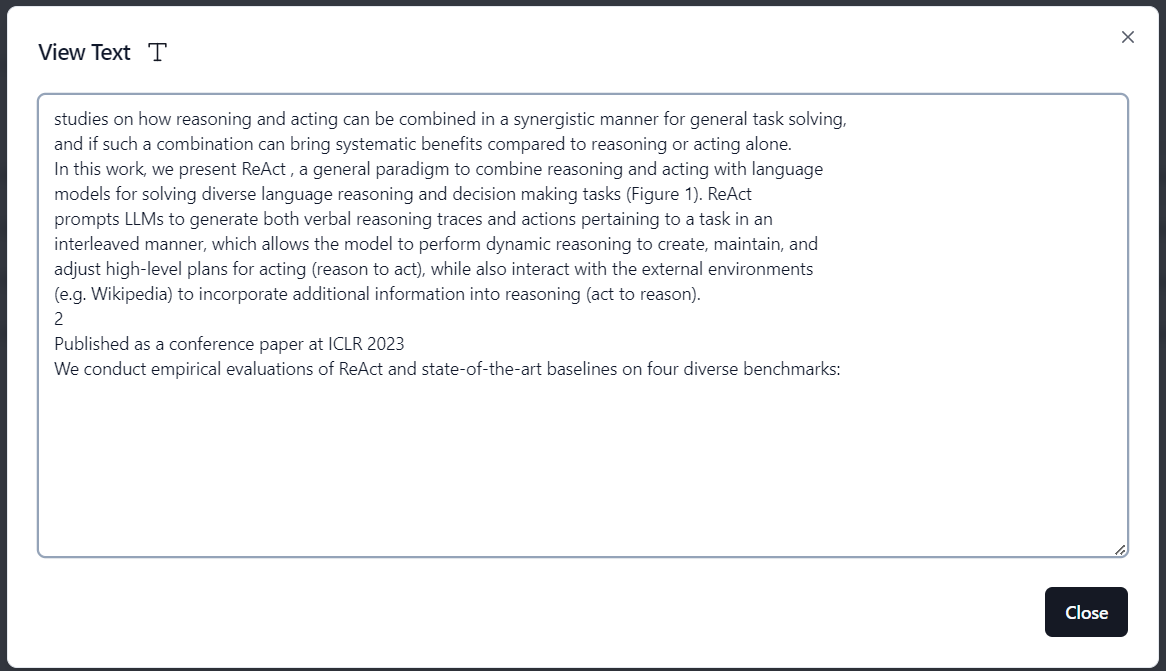 View Text
studies on how reasoning and acting can be combined in a synergistic manner for general task solving,
and if such a combination can bring systematic benefits compared to reasoning or acting alone.
In this work, we present ReAct , a general paradigm to combine reasoning and acting with language
models for solving diverse language reasoning and decision making tasks (Figure 1). ReAct
prompts LLMs to generate both verbal reasoning traces and actions pertaining to a task in an
interleaved manner, which allows the model to perform dynamic reasoning to create, maintain, and
adjust high-level plans for acting (reason to act), while also interact with the external environments
(e.g. Wikipedia) to incorporate additional information into reasoning (act to reason).
2
Published as a conference paper at ICLR 2023
We conduct empirical evaluations of ReAct and state-of-the-art baselines on four diverse benchmarks:
Close